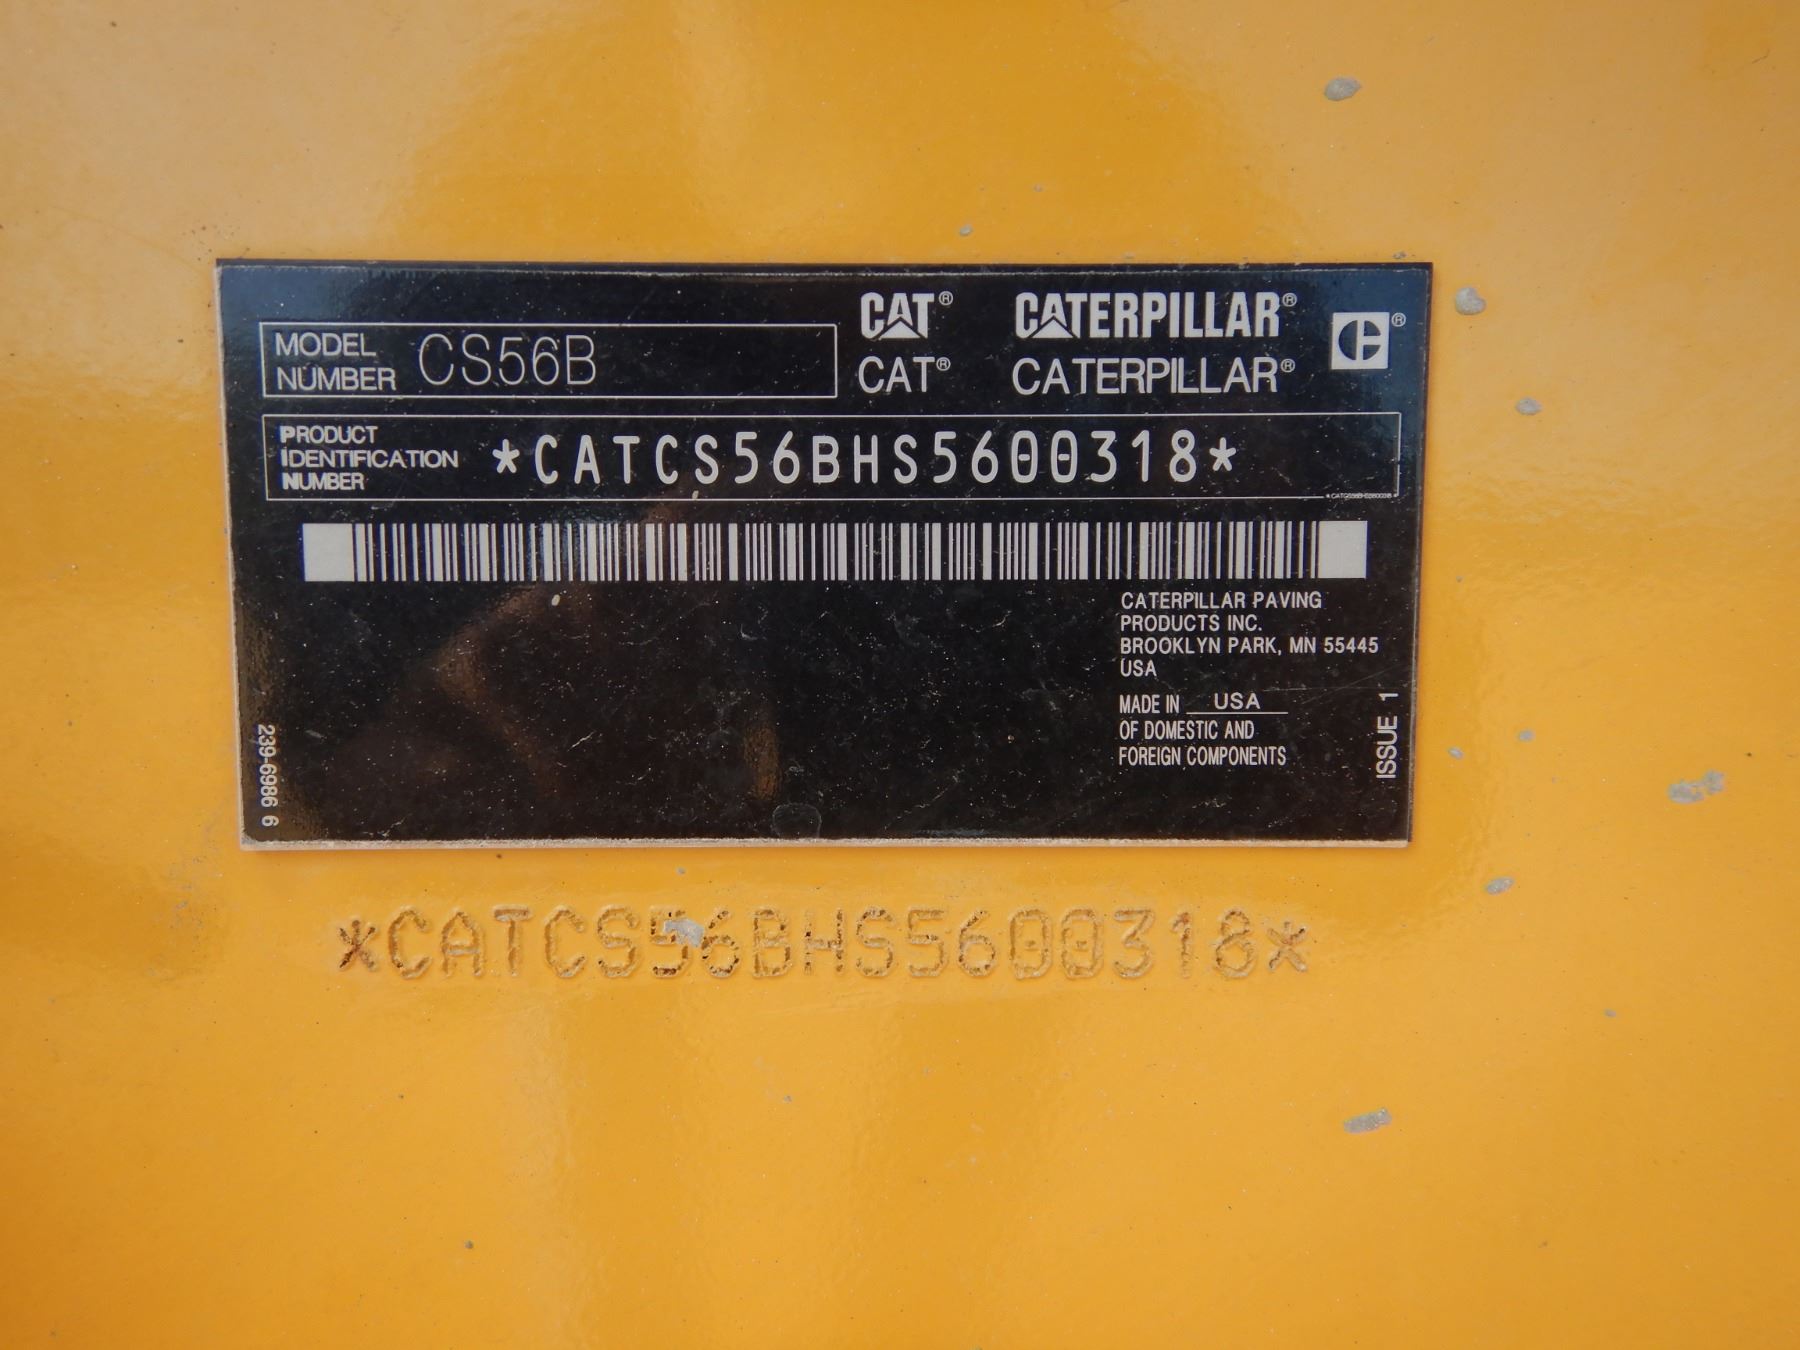 MODEL NUMBER CS56B
CAT® CATERPILLAR® ®
CAT® CATERPILLAR®
PRODUCT IDENTIFICATION NUMBER *CATCS56BHS5600318*
*CATCS56BHS5600318*
CATERPILLAR PAVING
PRODUCTS INC.
BROOKLYN PARK, MN 55445
USA
MADE IN USA
OF DOMESTIC AND
FOREIGN COMPONENTS
ISSUE 1
239-6986 6
*CATCS56BHS5600318*